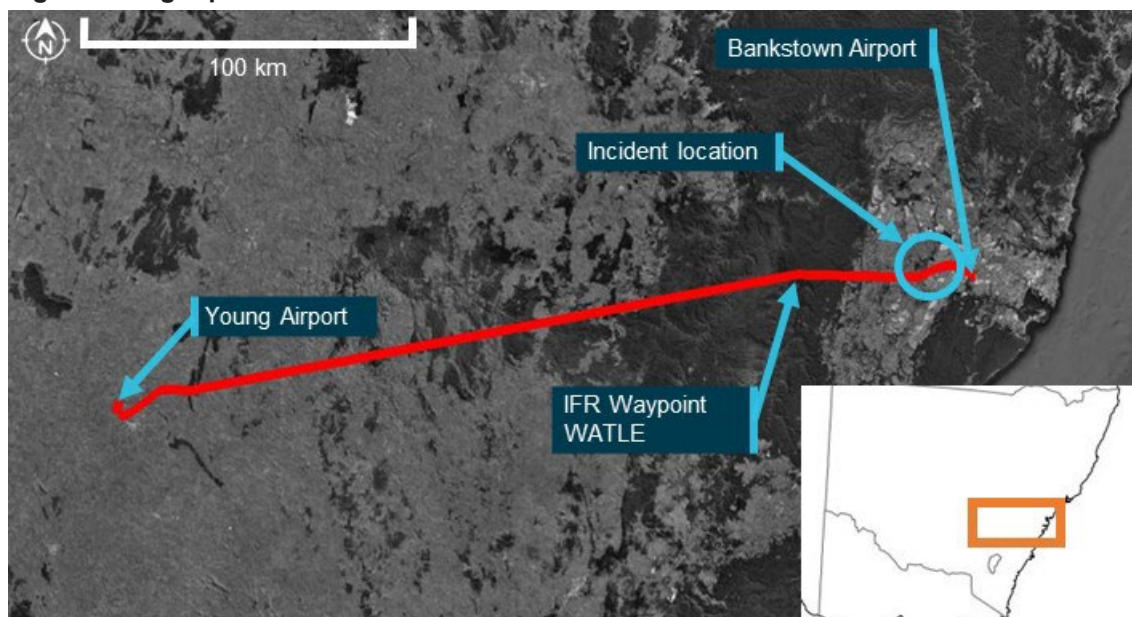 N
100 km
Bankstown Airport
Incident location
Young Airport
IFR Waypoint
WATLE